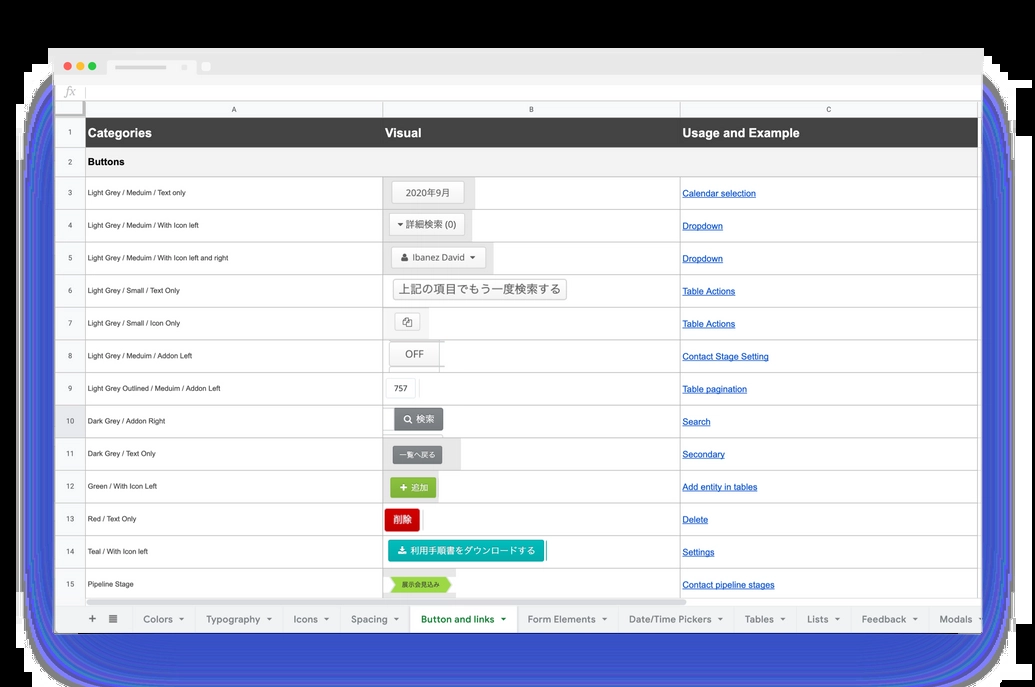 fx
A B C
1 Categories Visual Usage and Example
2 Buttons
3 Light Grey / Meduim / Text only 2020年9月 Calendar selection
4 Light Grey / Meduim / With Icon left 詳細検索 (0) Dropdown
5 Light Grey / Meduim / With Icon left and right Ibanez David Dropdown
6 Light Grey / Small / Text Only 上記の項目でもう一度検索する Table Actions
7 Light Grey / Small / Icon Only Table Actions
8 Light Grey / Meduim / Addon Left OFF Contact Stage Setting
9 Light Grey Outlined / Meduim / Addon Left 757 Table pagination
10 Dark Grey / Addon Right 検索 Search
11 Dark Grey / Text Only 一覧へ戻る Secondary
12 Green / With Icon Left 追加 Add entity in tables
13 Red / Text Only 削除 Delete
14 Teal / With Icon left 利用手順書をダウンロードする Settings
15 Pipeline Stage 展示会見込み Contact pipeline stages
Colors Typography Icons Spacing Button and links Form Elements Date/Time Pickers Tables Lists Feedback Modals